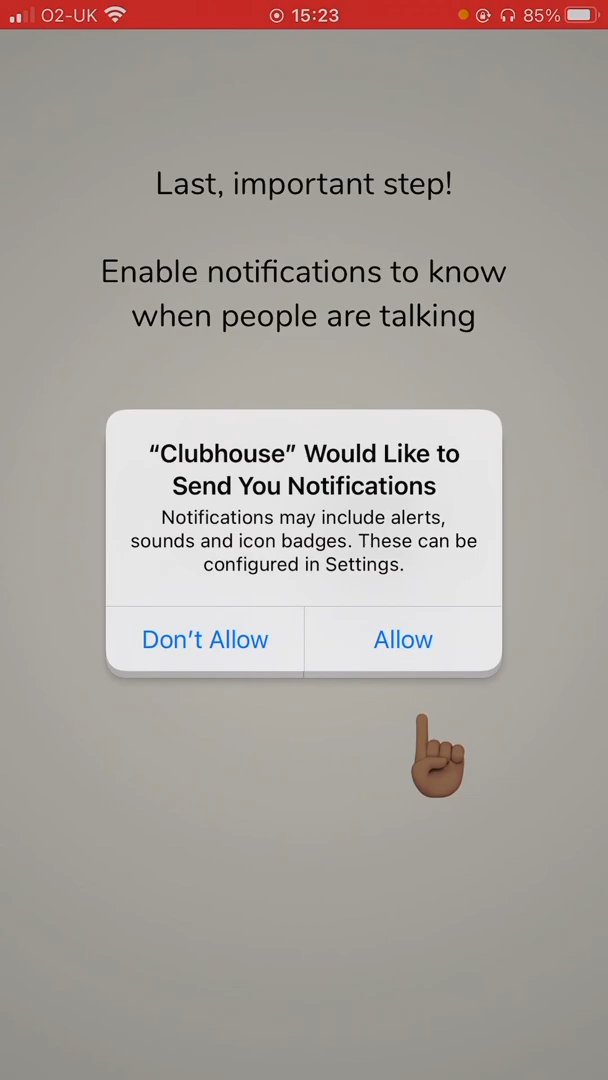 O2-UK 15:23 85%
Last, important step!
Enable notifications to know
when people are talking
“Clubhouse” Would Like to
Send You Notifications
Notifications may include alerts,
sounds and icon badges. These can be
configured in Settings.
Don’t Allow
Allow